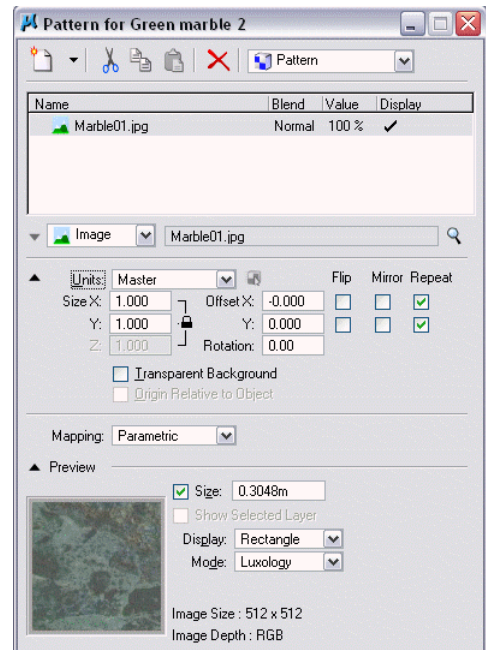 Pattern for Green marble 2
Pattern
Name Blend Value Display
Marble01.jpg Normal 100 %
Image Marble01.jpg
Units: Master Flip Mirror Repeat
Size X: 1.000 Offset X: -0.000
Y: 1.000 Y: 0.000
Z: 1.000 Rotation: 0.00
Transparent Background
Origin Relative to Object
Mapping: Parametric
Preview
Size: 0.3048m
Show Selected Layer
Display: Rectangle
Mode: Luxology
Image Size : 512 x 512
Image Depth : RGB